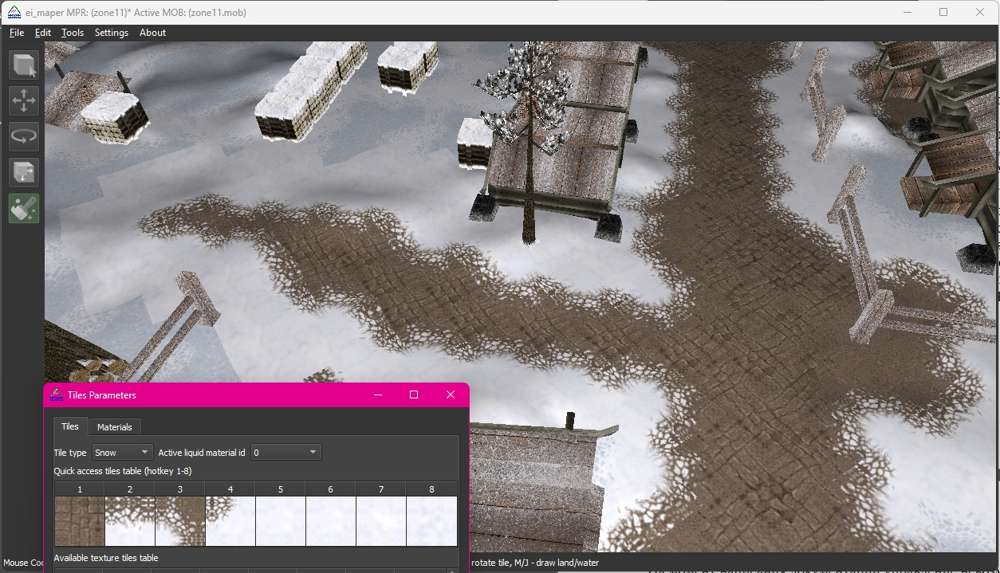 ei_maper MPR: (zone11)* Active MOB: (zone11.mob)
File Edit Tools Settings About
Tiles Parameters
Tiles Materials
Tile type Snow Active liquid material id 0
Quick access tiles table (hotkey 1-8)
1 2 3 4 5 6 7 8
Available texture tiles table
Mouse rotate tile, M/J - draw land/water